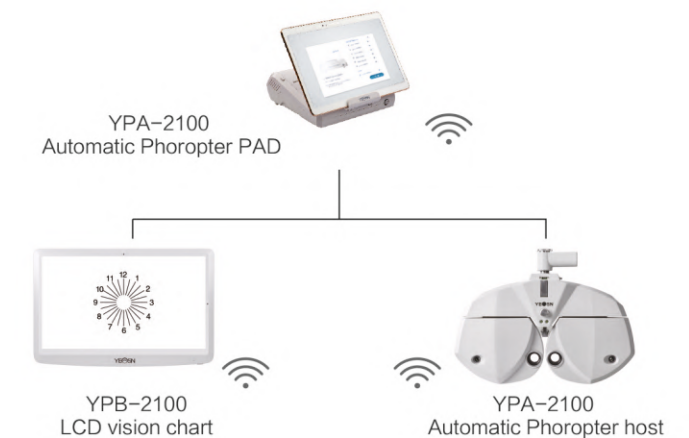 YPA-2100
Automatic Phoropter PAD
11 12 1
10 2
9 3
8 4
7 6 5
YEASN
YEASN
YPB-2100
LCD vision chart
YPA-2100
Automatic Phoropter host